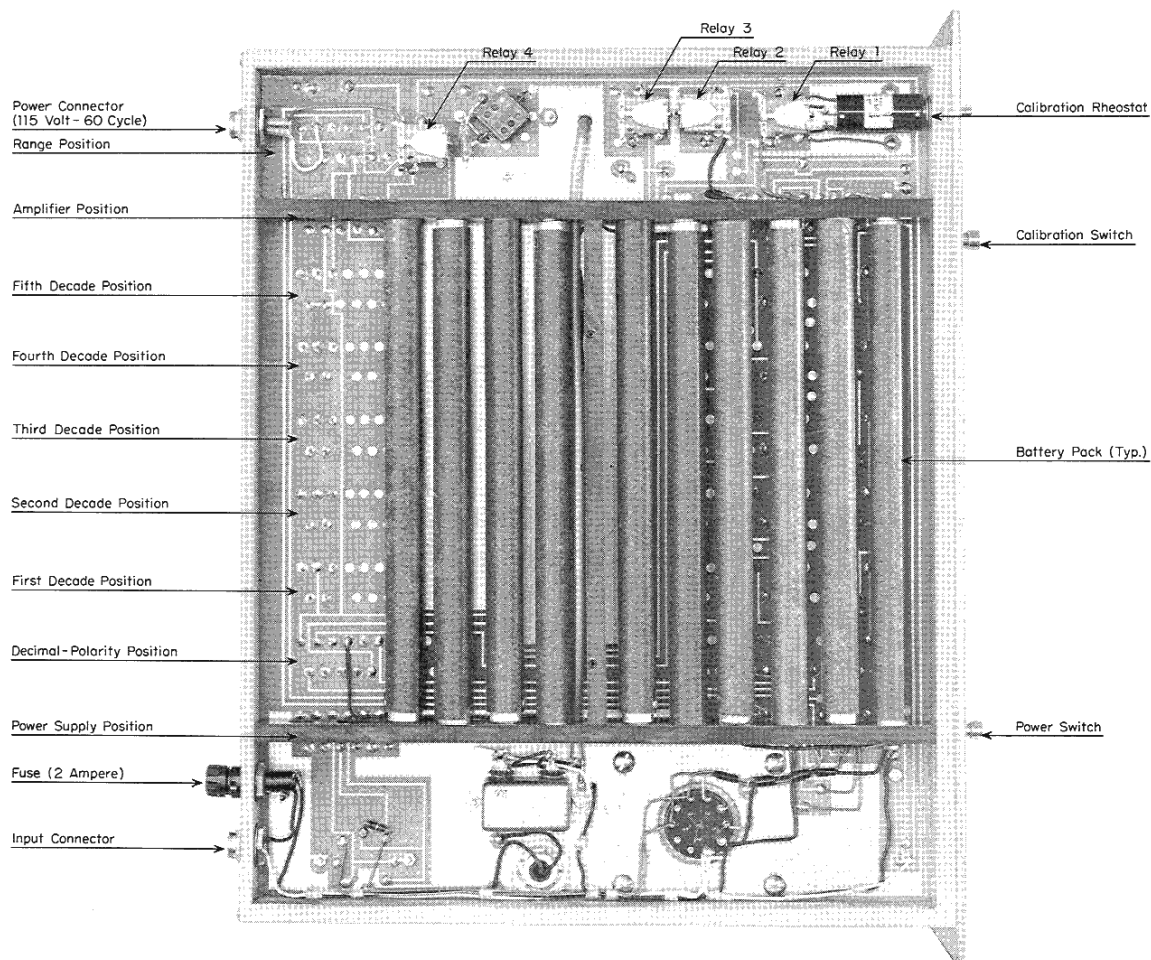 Relay 3
Relay 4
Relay 2
Relay 1
Power Connector
(115 Volt - 60 Cycle)
Range Position
Amplifier Position
Fifth Decade Position
Fourth Decade Position
Third Decade Position
Second Decade Position
First Decade Position
Decimal-Polarity Position
Power Supply Position
Fuse (2 Ampere)
Input Connector
Calibration Rheostat
Calibration Switch
Battery Pack (Typ.)
Power Switch